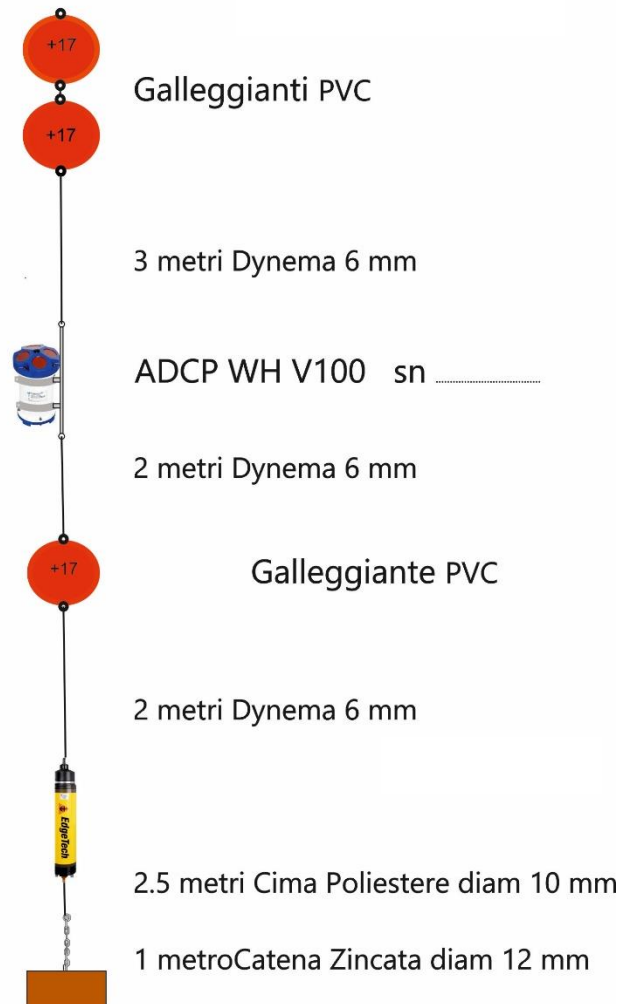 +17
Galleggianti PVC
+17
3 metri Dynema 6 mm
ADCP WH V100 sn ........................
2 metri Dynema 6 mm
+17
Galleggiante PVC
2 metri Dynema 6 mm
EdgeTech
2.5 metri Cima Poliestere diam 10 mm
1 metroCatena Zincata diam 12 mm